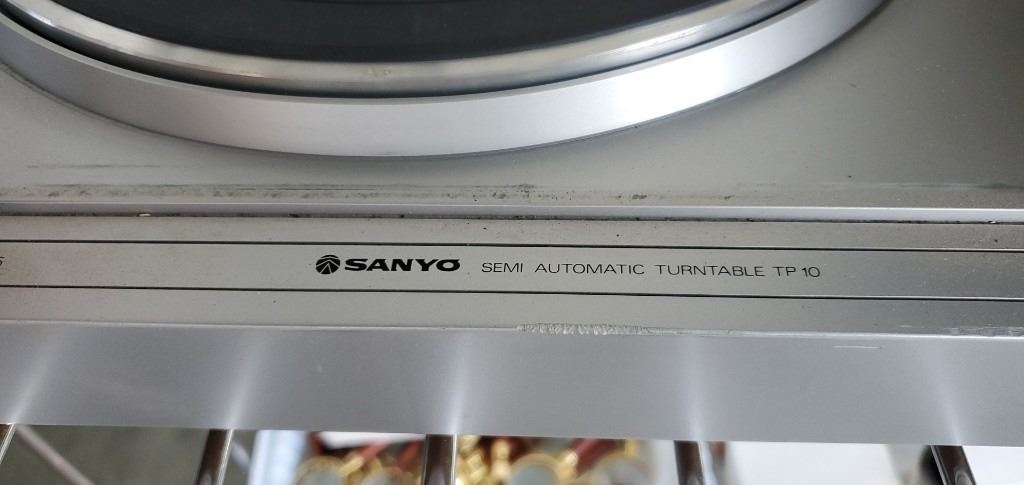 SANYO SEMI AUTOMATIC TURNTABLE TP 10